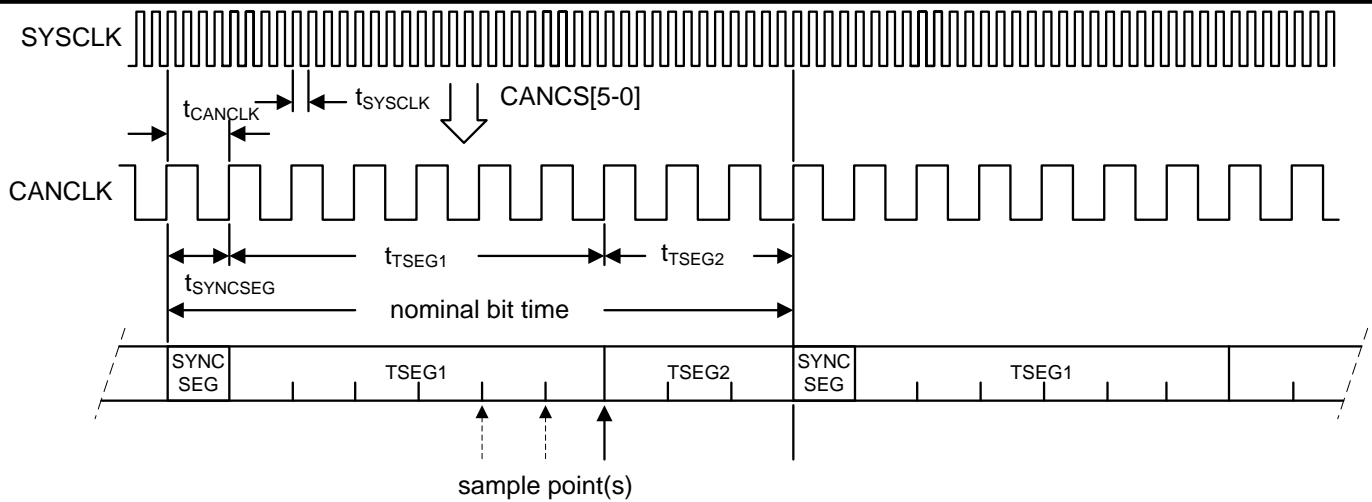 SYSCLK
tCANCLK
tSYSCLK
CANCS[5-0]
CANCLK
tSYNCSEG
tTSEG1
tTSEG2
nominal bit time
SYNC
SEG
TSEG1
TSEG2
SYNC
SEG
TSEG1
sample point(s)